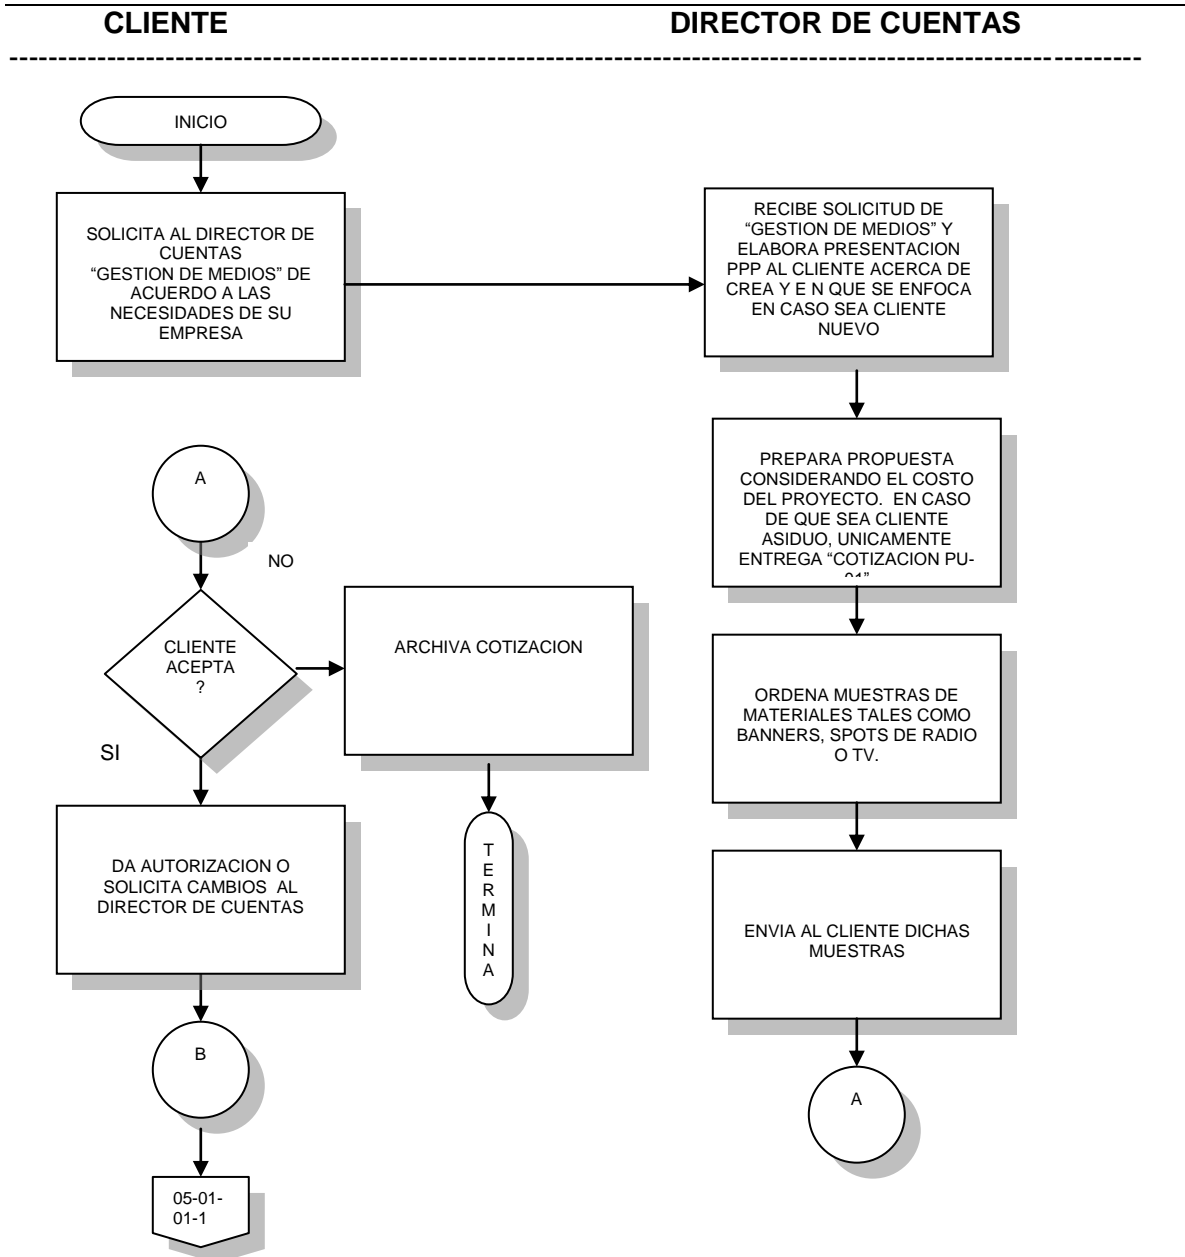 CLIENTE
DIRECTOR DE CUENTAS
INICIO
SOLICITA AL DIRECTOR DE
CUENTAS
“GESTION DE MEDIOS” DE
ACUERDO A LAS
NECESIDADES DE SU
EMPRESA
RECIBE SOLICITUD DE
“GESTION DE MEDIOS” Y
ELABORA PRESENTACION
PPP AL CLIENTE ACERCA DE
CREA Y E N QUE SE ENFOCA
EN CASO SEA CLIENTE
NUEVO
PREPARA PROPUESTA
CONSIDERANDO EL COSTO
DEL PROYECTO. EN CASO
DE QUE SEA CLIENTE
ASIDUO, UNICAMENTE
ENTREGA “COTIZACION PU-
ORDENA MUESTRAS DE
MATERIALES TALES COMO
BANNERS, SPOTS DE RADIO
O TV.
ENVIA AL CLIENTE DICHAS
MUESTRAS
A
A
NO
CLIENTE
ACEPTA
?
ARCHIVA COTIZACION
SI
T
E
R
M
I
N
A
DA AUTORIZACION O
SOLICITA CAMBIOS AL
DIRECTOR DE CUENTAS
B
05-01-
01-1